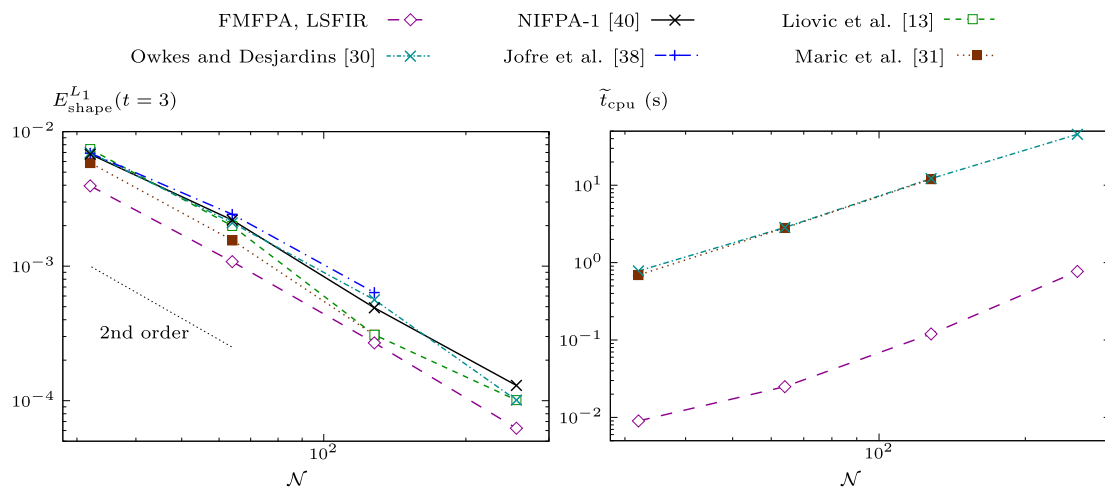 FMFPA, LSFIR
NIFPA-1 [40]
Liovic et al. [13]
Owkes and Desjardins [30]
Jofre et al. [38]
Maric et al. [31]
E_shape^{L_1}(t = 3)
10^{-2}
10^{-3}
10^{-4}
2nd order
10^2
𝒩
t̃_cpu (s)
10^1
10^0
10^{-1}
10^{-2}
10^2
𝒩